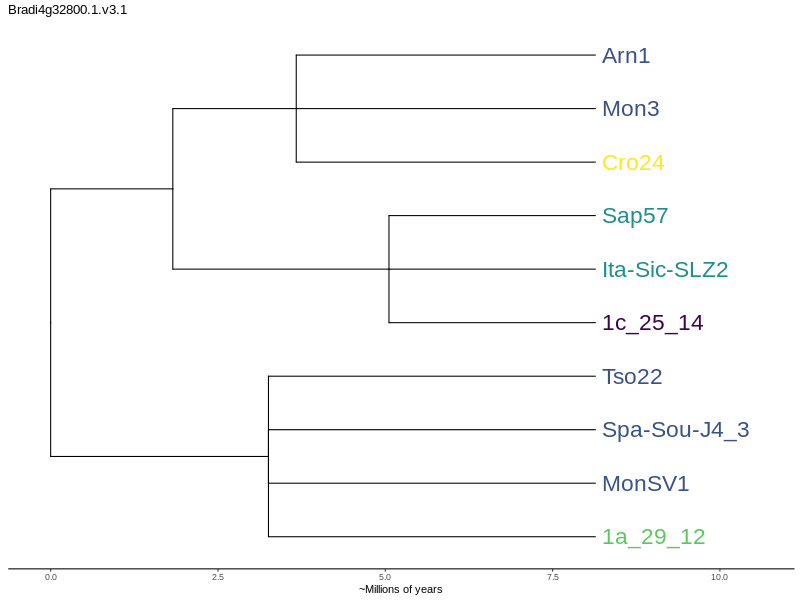 Bradi4g32800.1.v3.1
Arn1
Mon3
Cro24
Sap57
Ita-Sic-SLZ2
1c_25_14
Tso22
Spa-Sou-J4_3
MonSV1
1a_29_12
0.0 2.5 5.0 7.5 10.0
~Millions of years